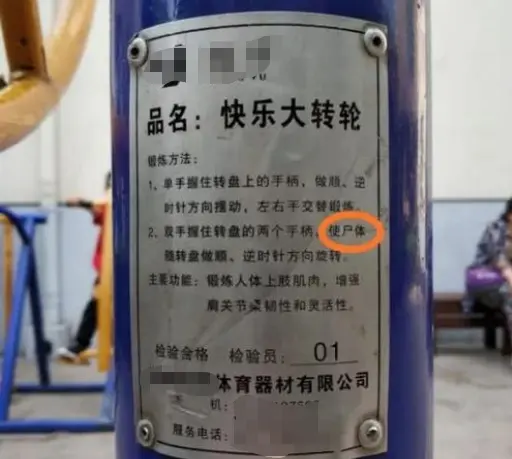 品名：快乐大转轮
锻炼方法：
1、单手握住转盘上的手柄，做顺、逆
时针方向摆动，左右手交替锻炼。
2、双手握住转盘的两个手柄，使尸体
随转盘做顺、逆时针方向旋转。
主要功能：锻炼人体上肢肌肉，增强
肩关节柔韧性和灵活性。
检验合格 检验员：01
体育器材有限公司
机：
服务电话：